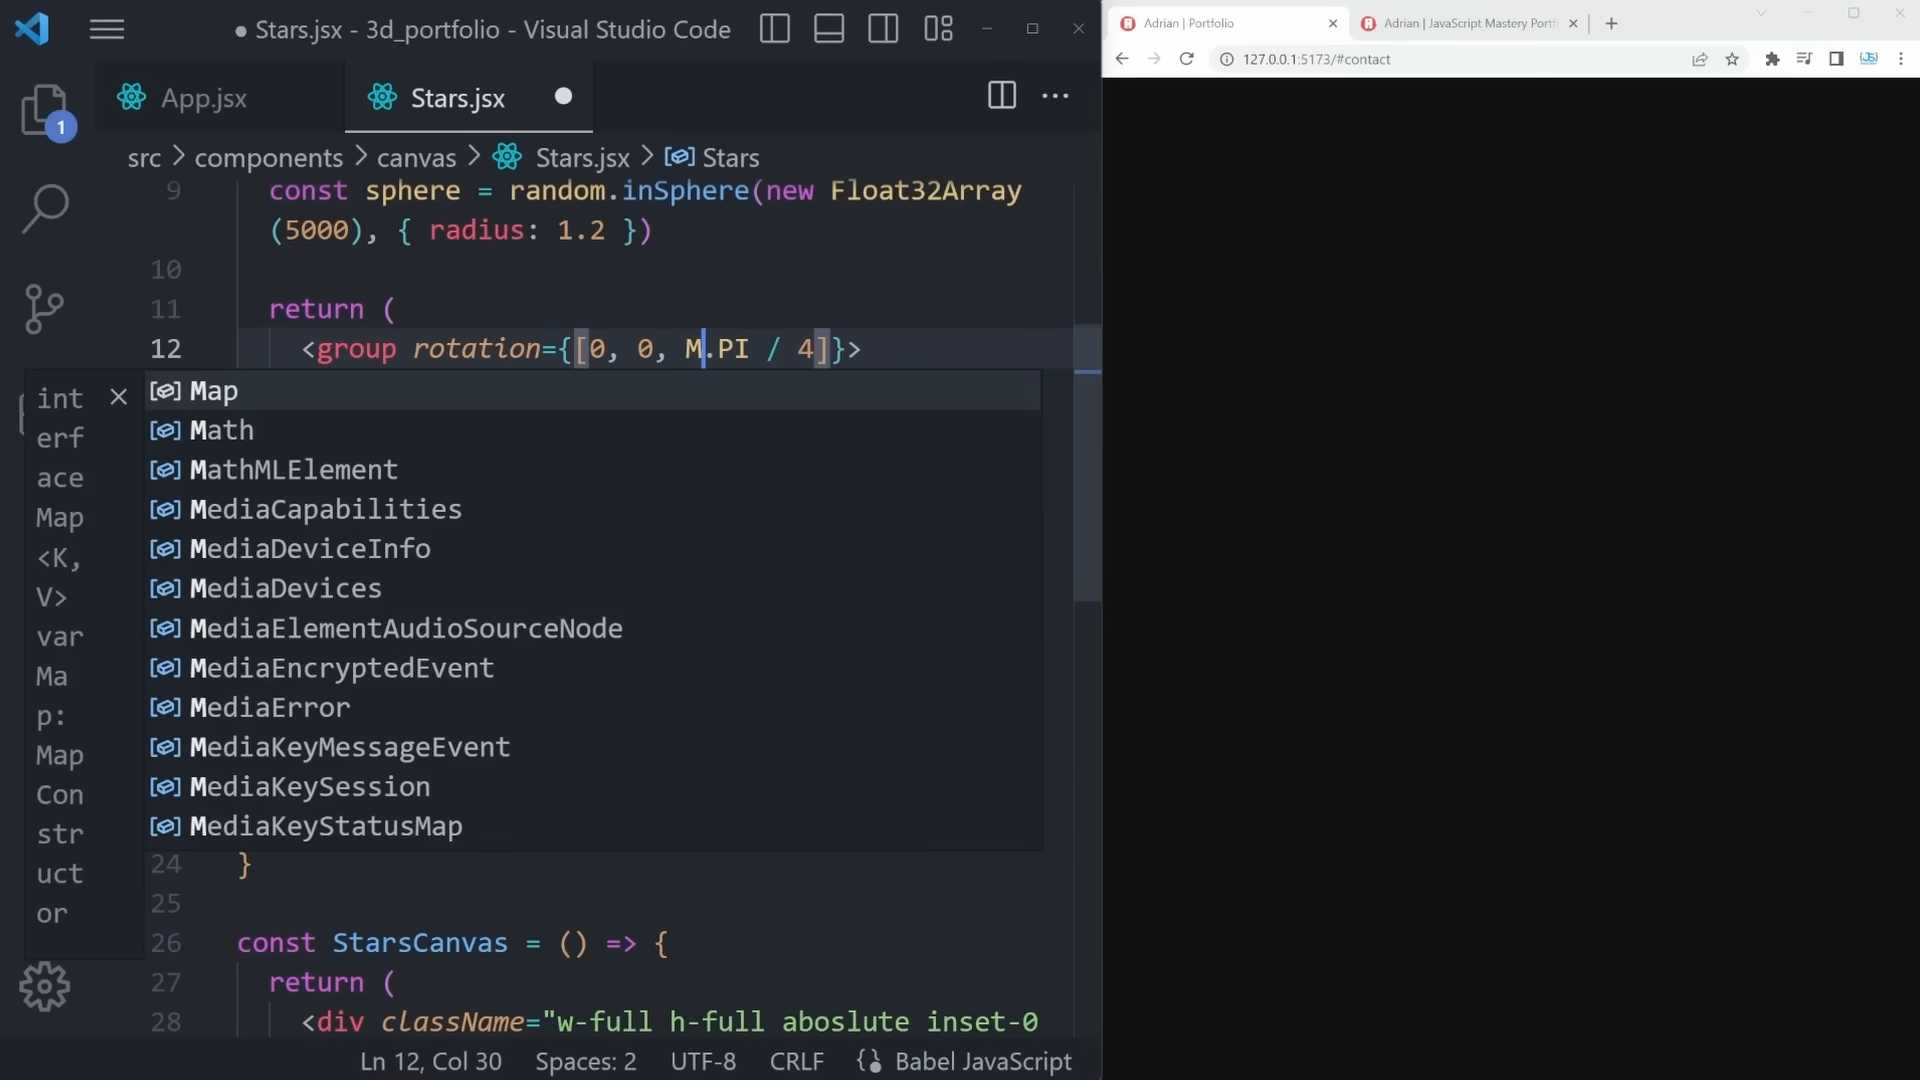 Stars.jsx - 3d_portfolio - Visual Studio Code
App.jsx
Stars.jsx
1
src > components > canvas > Stars.jsx > Stars
9 const sphere = random.inSphere(new Float32Array
(5000), { radius: 1.2 })
10
11 return (
12 <group rotation={[0, 0, M.PI / 4]}>
int
erf
ace
Map
<K,
V>
var
Ma
p:
Map
Con
str
uct
or
Map
Math
MathMLElement
MediaCapabilities
MediaDeviceInfo
MediaDevices
MediaElementAudioSourceNode
MediaEncryptedEvent
MediaError
MediaKeyMessageEvent
MediaKeySession
MediaKeyStatusMap
24 }
25
26 const StarsCanvas = () => {
27 return (
28 <div className="w-full h-full aboslute inset-0
Ln 12, Col 30 Spaces: 2 UTF-8 CRLF Babel JavaScript
Adrian | Portfolio
Adrian | JavaScript Mastery Portf
127.0.0.1:5173/#contact